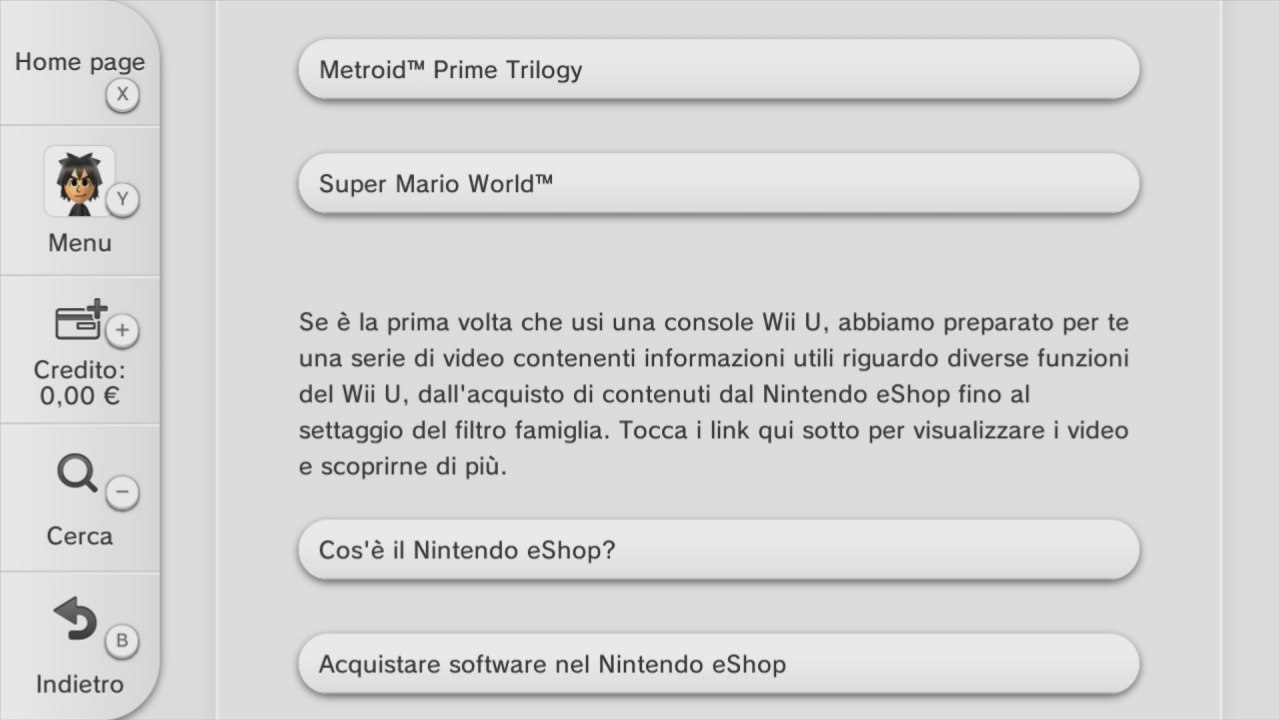 Home page
X
Y
Menu
+
Credito:
0,00 €
−
Cerca
B
Indietro
Metroid™ Prime Trilogy
Super Mario World™
Se è la prima volta che usi una console Wii U, abbiamo preparato per te
una serie di video contenenti informazioni utili riguardo diverse funzioni
del Wii U, dall'acquisto di contenuti dal Nintendo eShop fino al
settaggio del filtro famiglia. Tocca i link qui sotto per visualizzare i video
e scoprirne di più.
Cos'è il Nintendo eShop?
Acquistare software nel Nintendo eShop